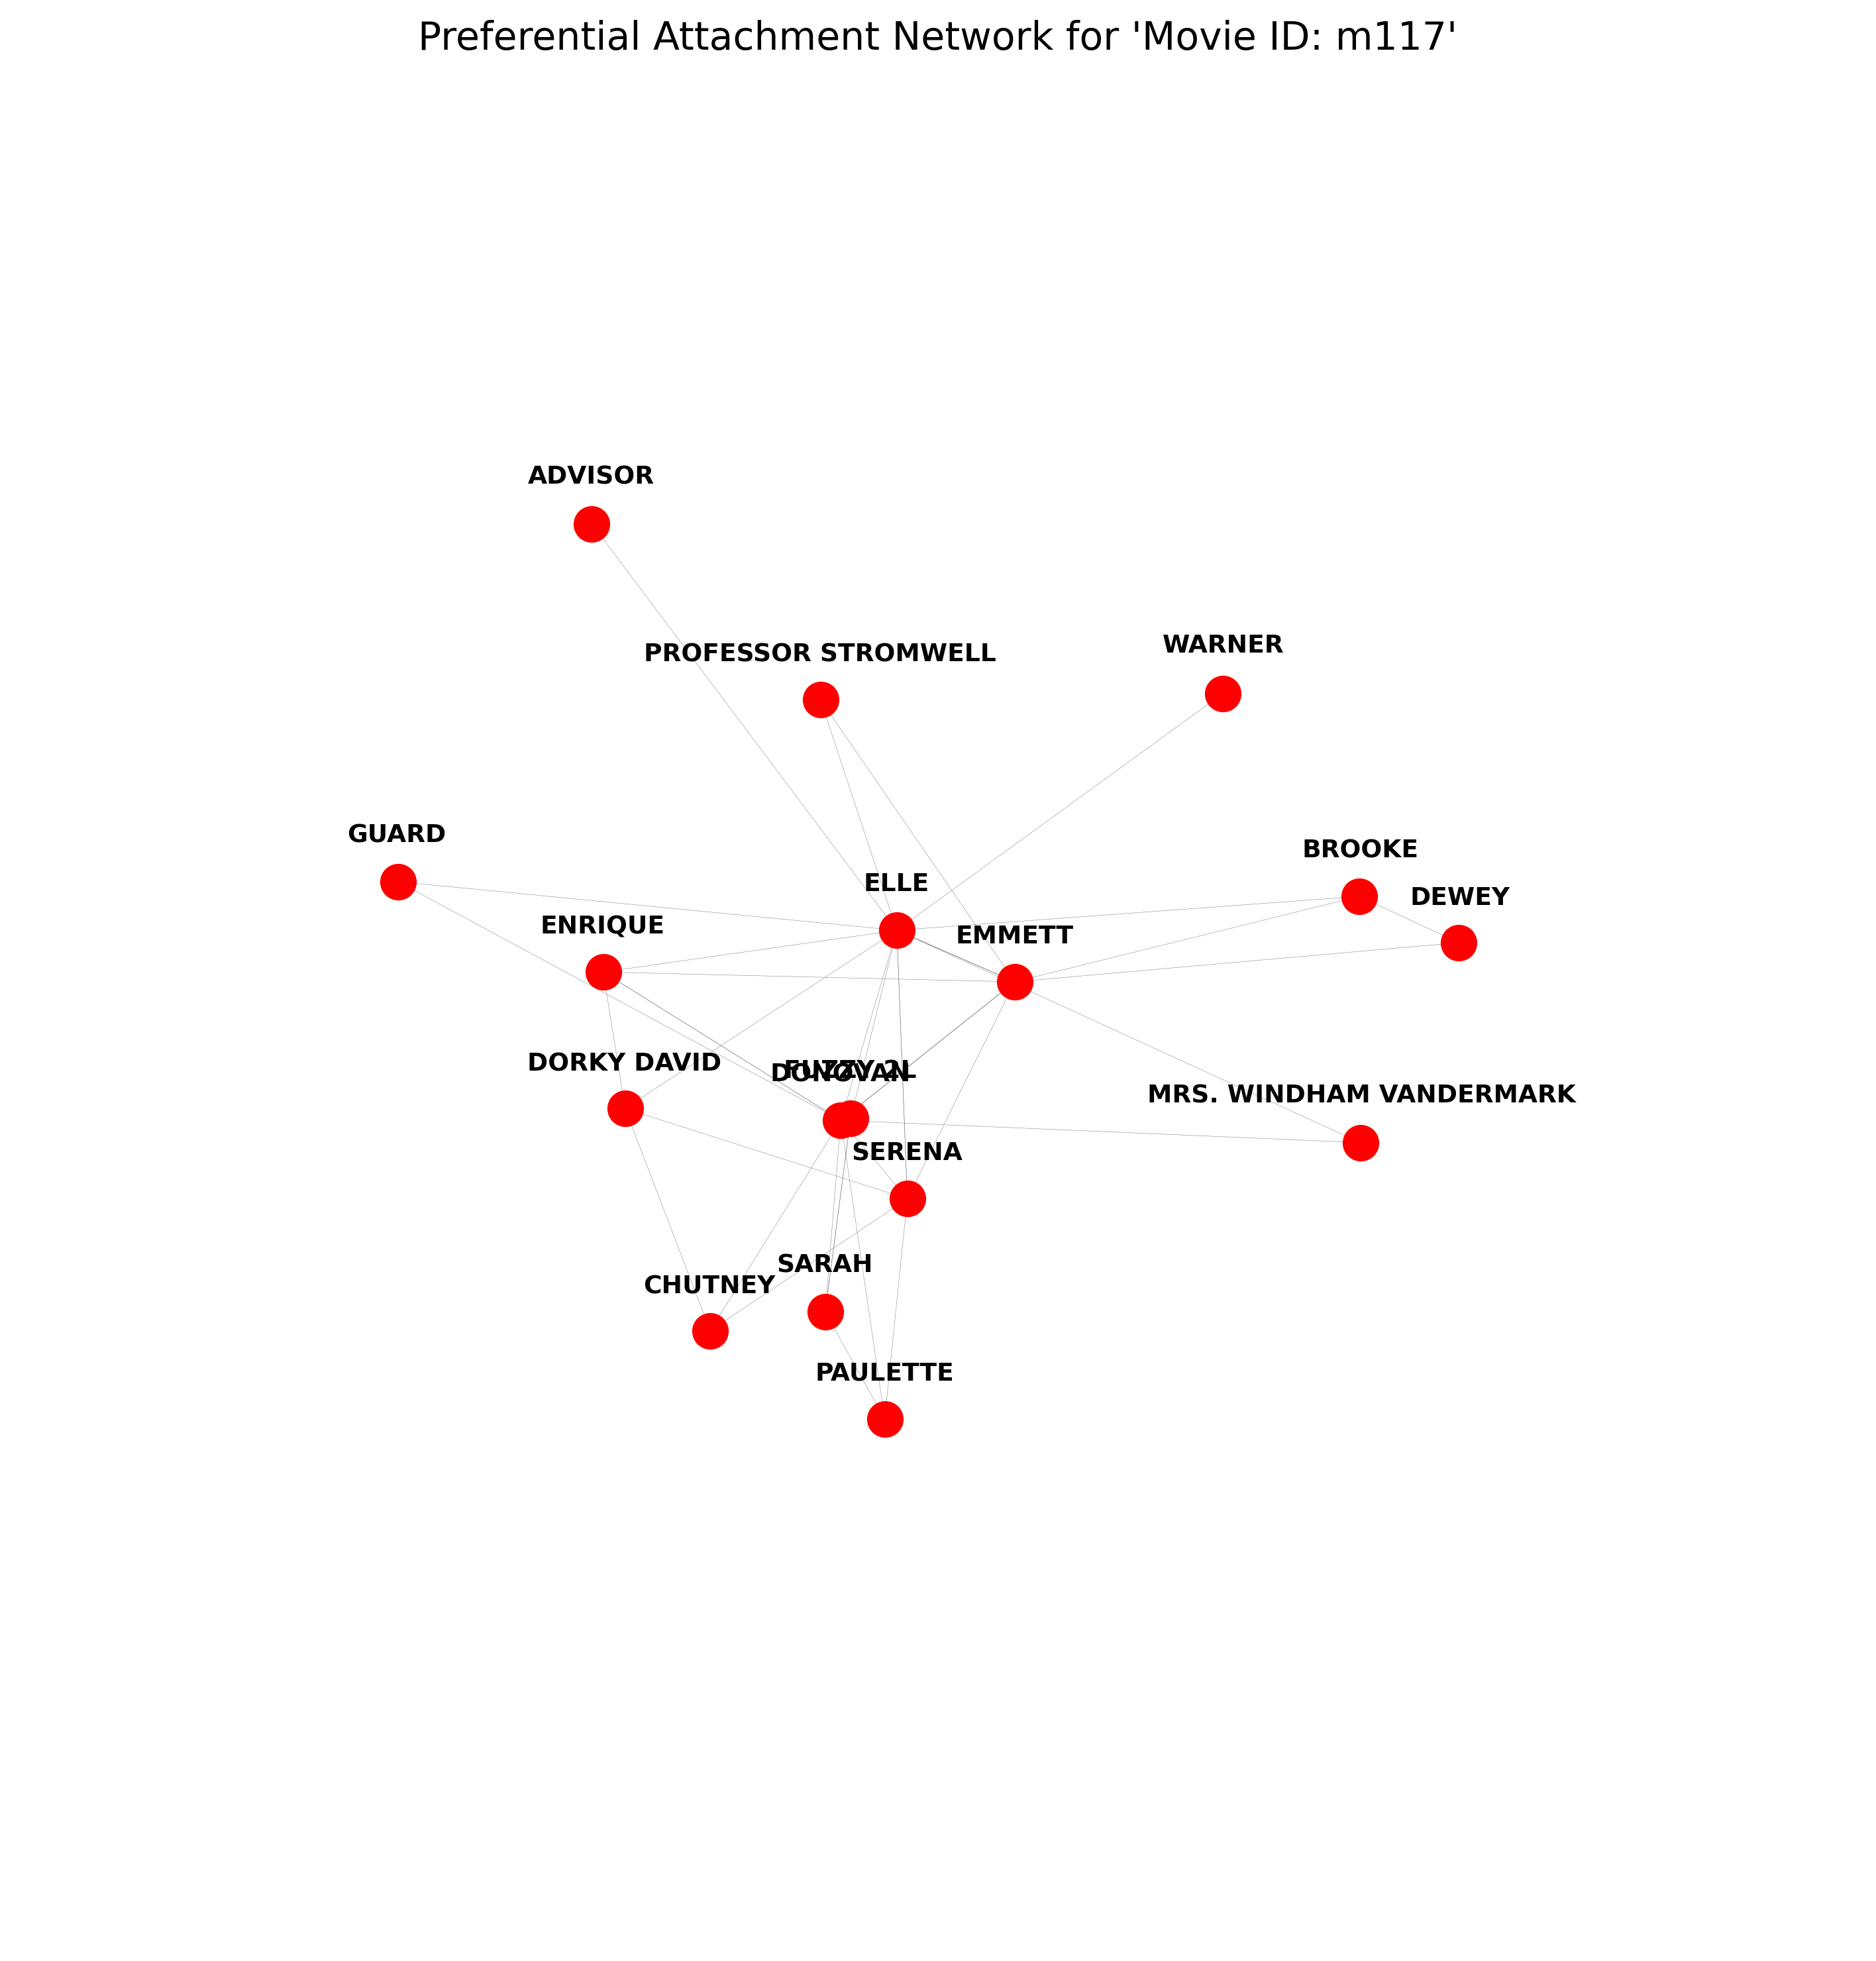 Preferential Attachment Network for 'Movie ID: m117'
ADVISOR
PROFESSOR STROMWELL
WARNER
GUARD
BROOKE
ELLE
DEWEY
ENRIQUE
EMMETT
DORKY DAVID
FUZZY 2L
DONOVAN
MRS. WINDHAM VANDERMARK
SERENA
SARAH
CHUTNEY
PAULETTE